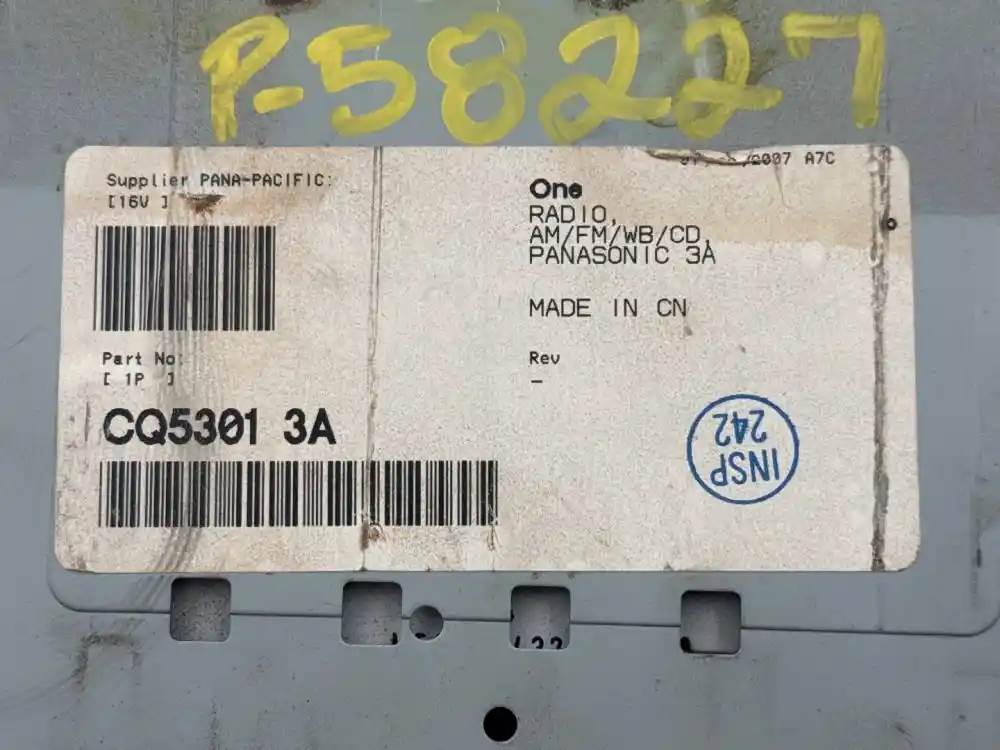 P-58227
/2007 A7C
Supplier PANA-PACIFIC:
[16V ]
One
RADIO,
AM/FM/WB/CD,
PANASONIC 3A
MADE IN CN
Part No:
[ 1P ]
Rev
-
CQ5301 3A
INSP
242